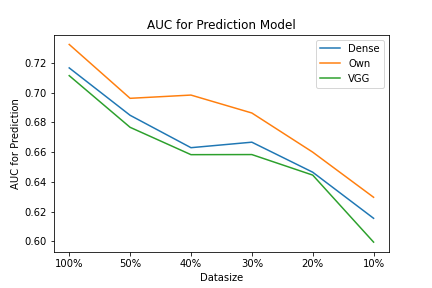 AUC for Prediction Model
Dense
Own
VGG
AUC for Prediction
0.72
0.70
0.68
0.66
0.64
0.62
0.60
100%
50%
40%
30%
20%
10%
Datasize